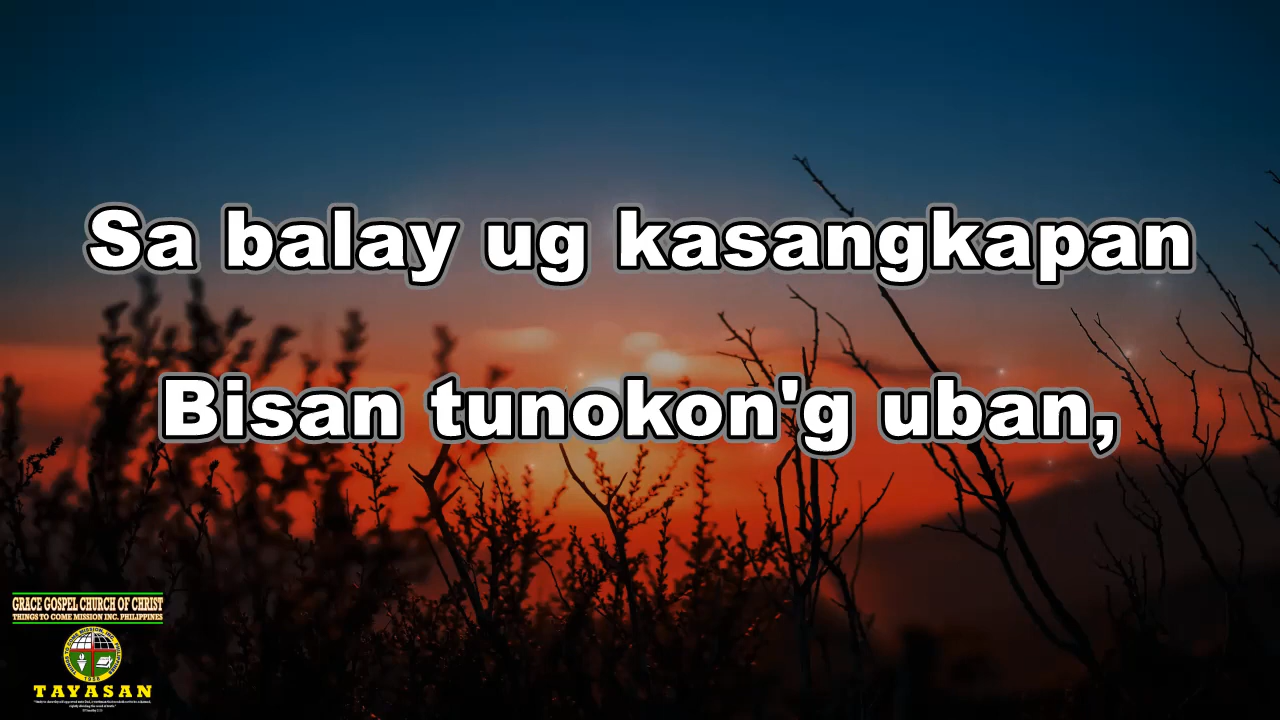 Sa balay ug kasangkapan
Bisan tunokon'g uban,
GRACE GOSPEL CHURCH OF CHRIST
THINGS TO COME MISSION INC. PHILIPPINES
1958
TAYASAN